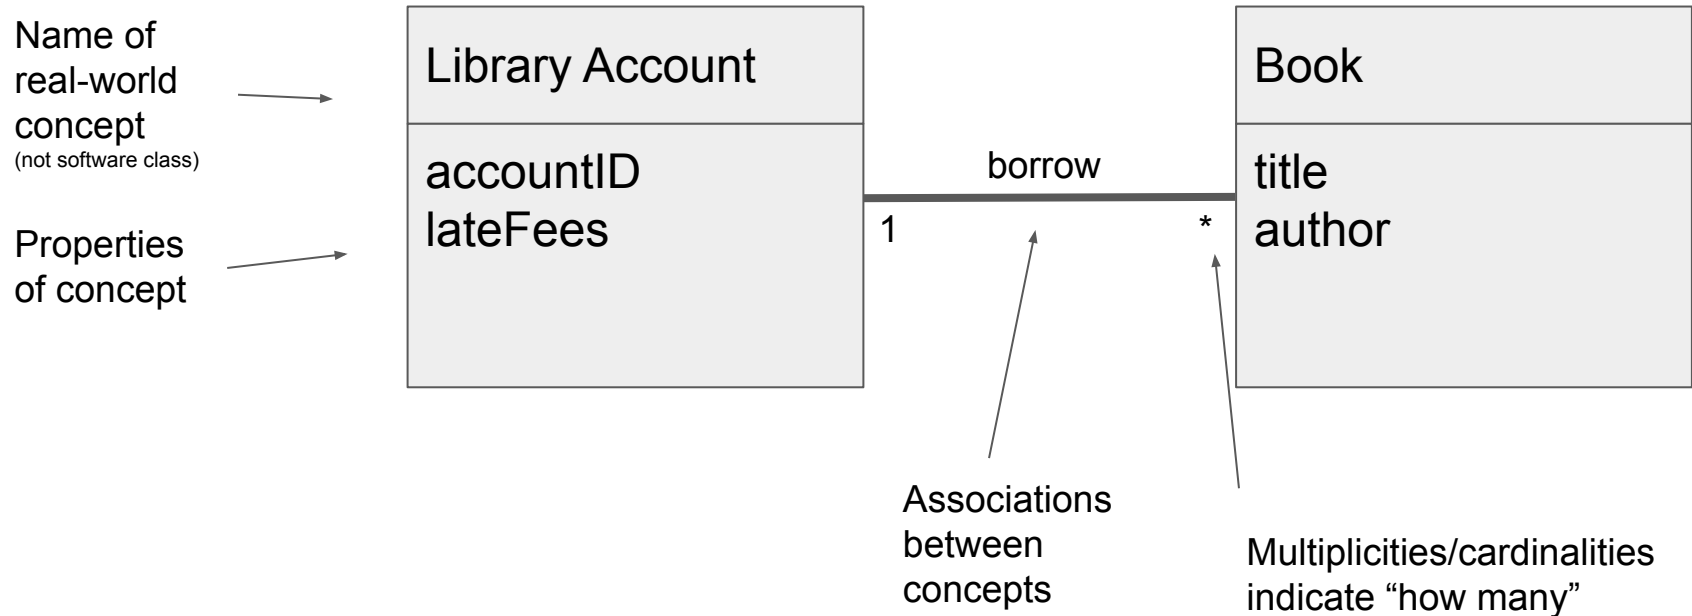 Name of
real-world
concept
(not software class)
Properties
of concept
Library Account
accountID
lateFees
borrow
1
*
Book
title
author
Associations
between
concepts
Multiplicities/cardinalities
indicate “how many”